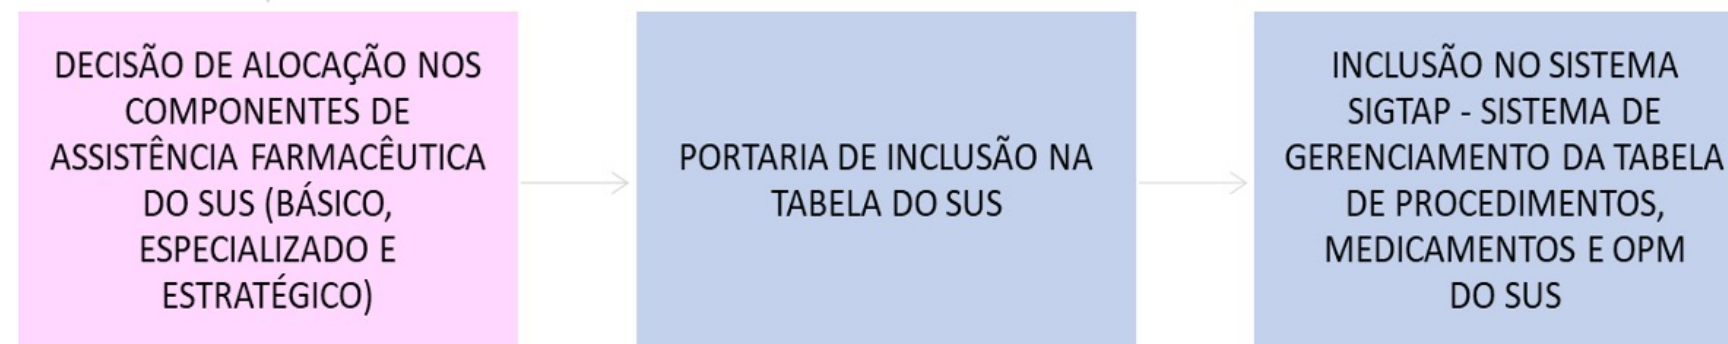 DECISÃO DE ALOCAÇÃO NOS
COMPONENTES DE
ASSISTÊNCIA FARMACÊUTICA
DO SUS (BÁSICO,
ESPECIALIZADO E
ESTRATÉGICO)
PORTARIA DE INCLUSÃO NA
TABELA DO SUS
INCLUSÃO NO SISTEMA
SIGTAP - SISTEMA DE
GERENCIAMENTO DA TABELA
DE PROCEDIMENTOS,
MEDICAMENTOS E OPM
DO SUS